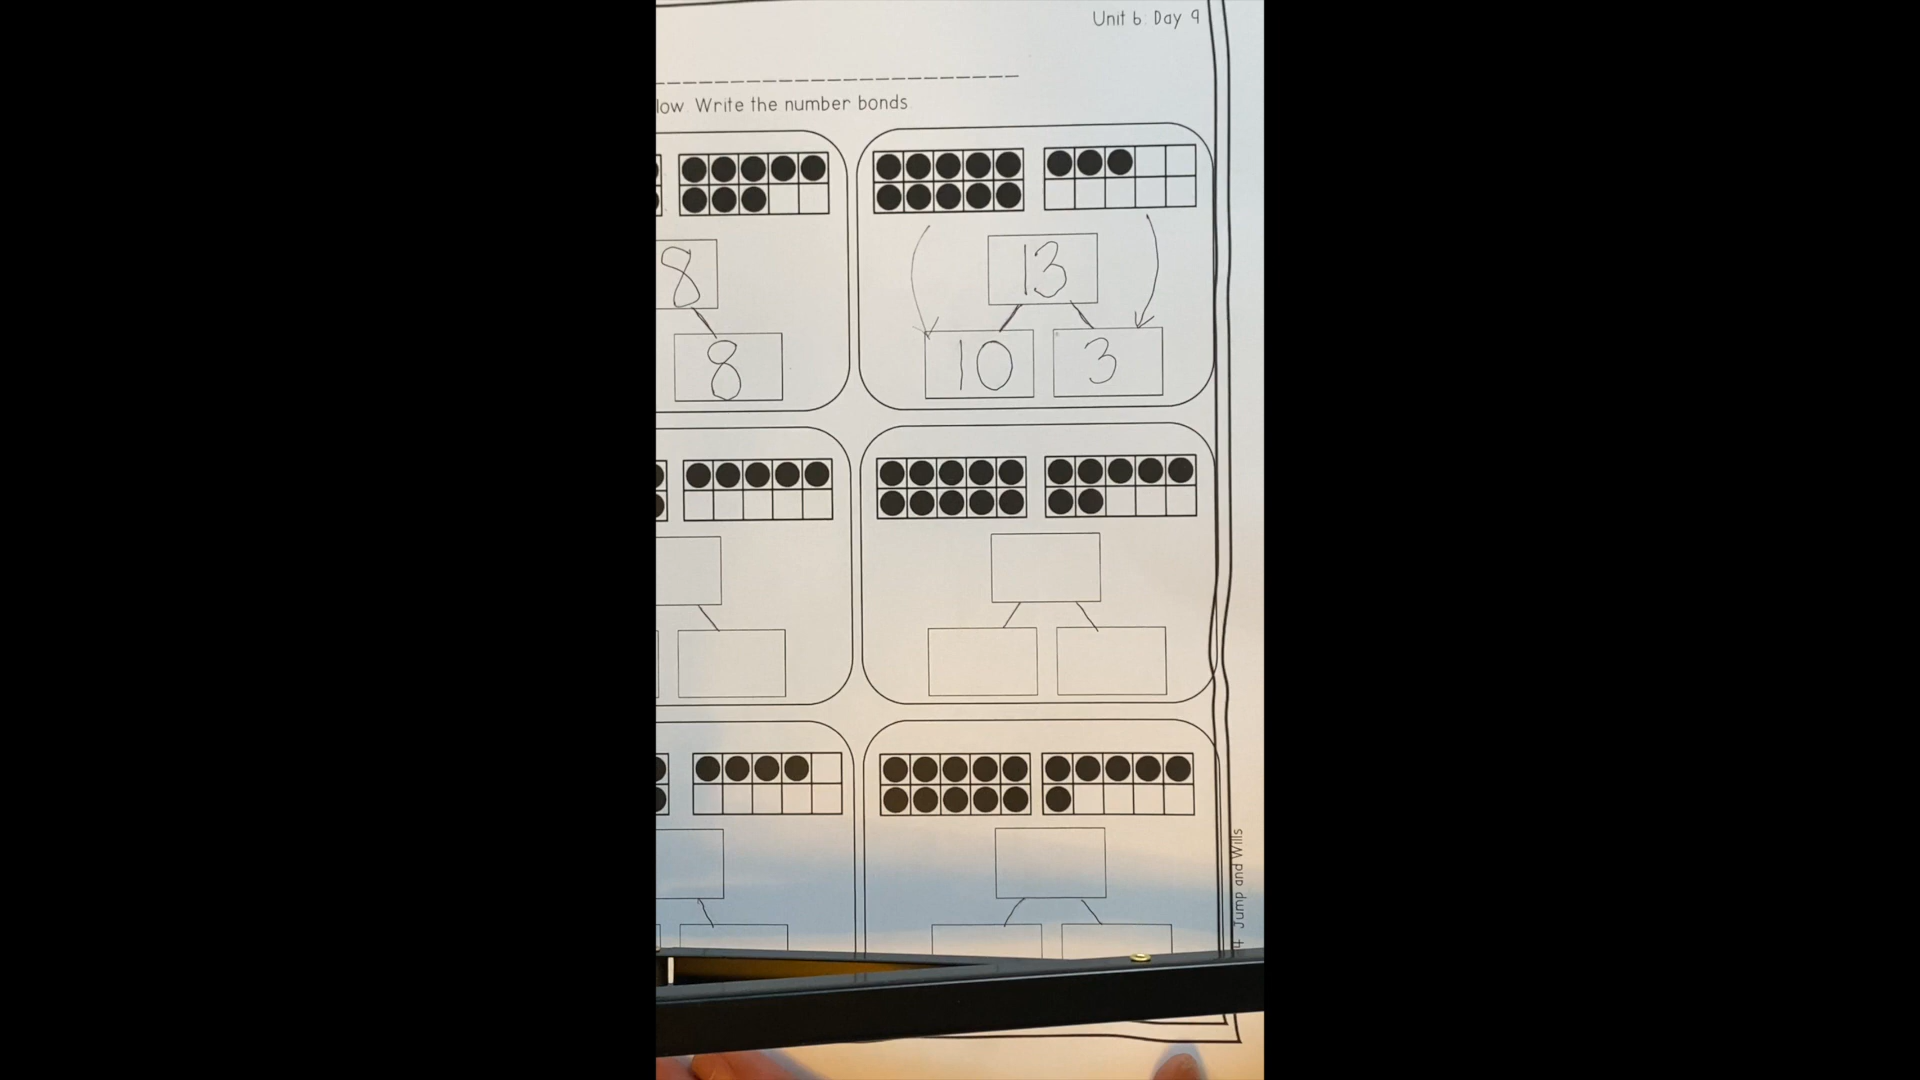 Unit 6 Day 9
low Write the number bonds
8
8
13
10 3
Jump and Wills